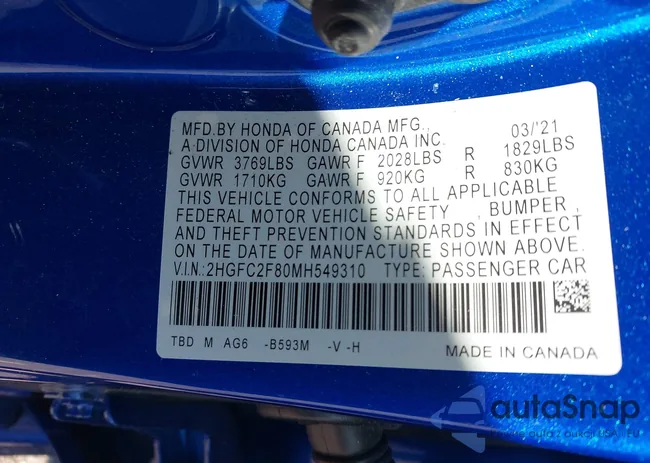 MFD.BY HONDA OF CANADA MFG., 03/'21
A DIVISION OF HONDA CANADA INC.
GVWR 3769LBS GAWR F 2028LBS R 1829LBS
GVWR 1710KG GAWR F 920KG R 830KG
THIS VEHICLE CONFORMS TO ALL APPLICABLE
FEDERAL MOTOR VEHICLE SAFETY , BUMPER ,
AND THEFT PREVENTION STANDARDS IN EFFECT
ON THE DATE OF MANUFACTURE SHOWN ABOVE.
V.I.N.:2HGFC2F80MH549310 TYPE: PASSENGER CAR
TBD M AG6 -B593M -V -H MADE IN CANADA
autaSnap